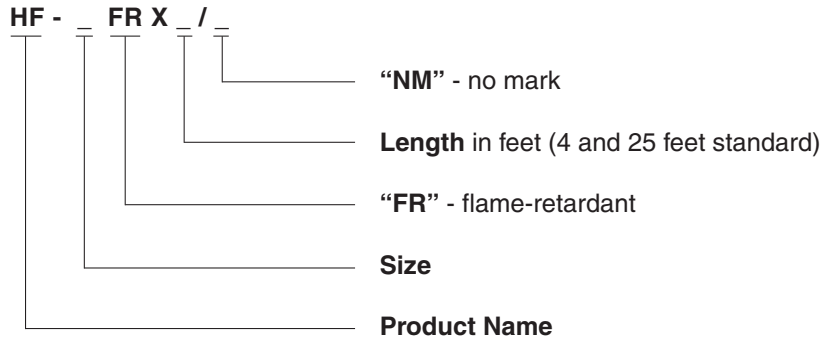 HF - _ FR X _ / _
“NM” - no mark
Length in feet (4 and 25 feet standard)
“FR” - flame-retardant
Size
Product Name